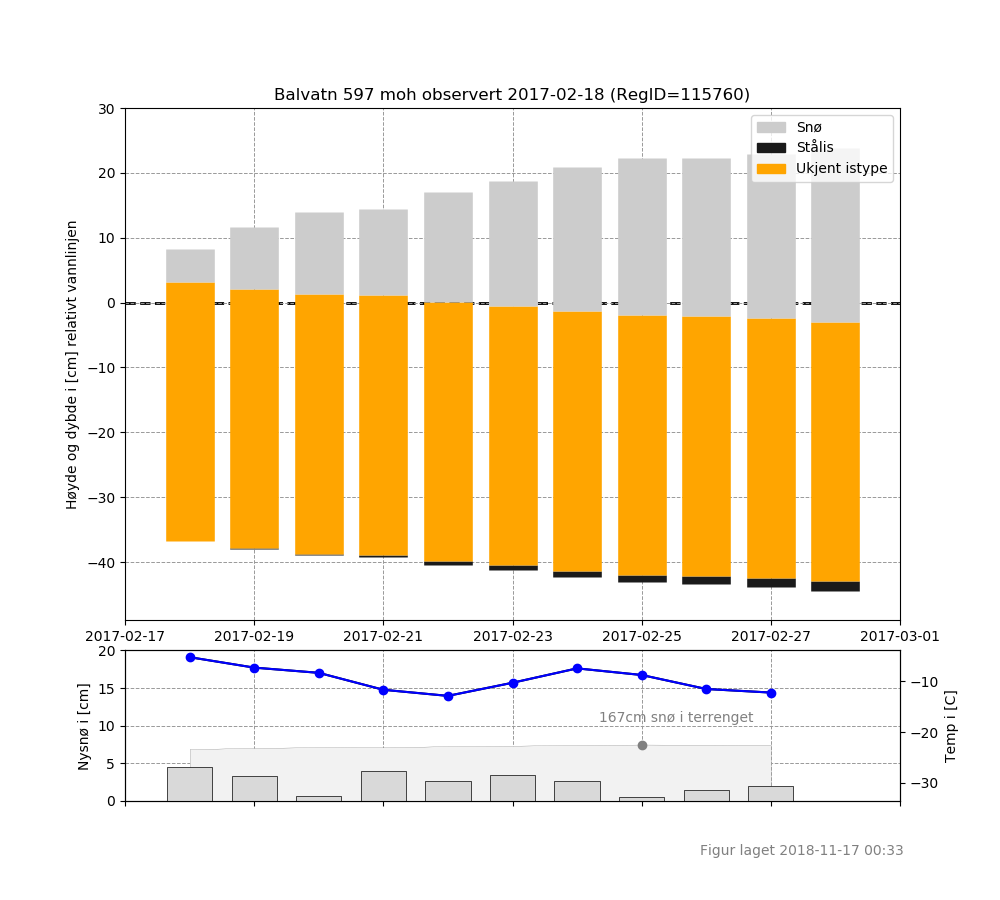 Balvatn 597 moh observert 2017-02-18 (RegID=115760)
Høyde og dybde i [cm] relativt vannlinjen
30
20
10
0
−10
−20
−30
−40
Snø
Stålis
Ukjent istype
2017-02-17 2017-02-19 2017-02-21 2017-02-23 2017-02-25 2017-02-27 2017-03-01
Nysnø i [cm]
20
15
10
5
0
167cm snø i terrenget
−10
−20
−30
Temp i [C]
Figur laget 2018-11-17 00:33